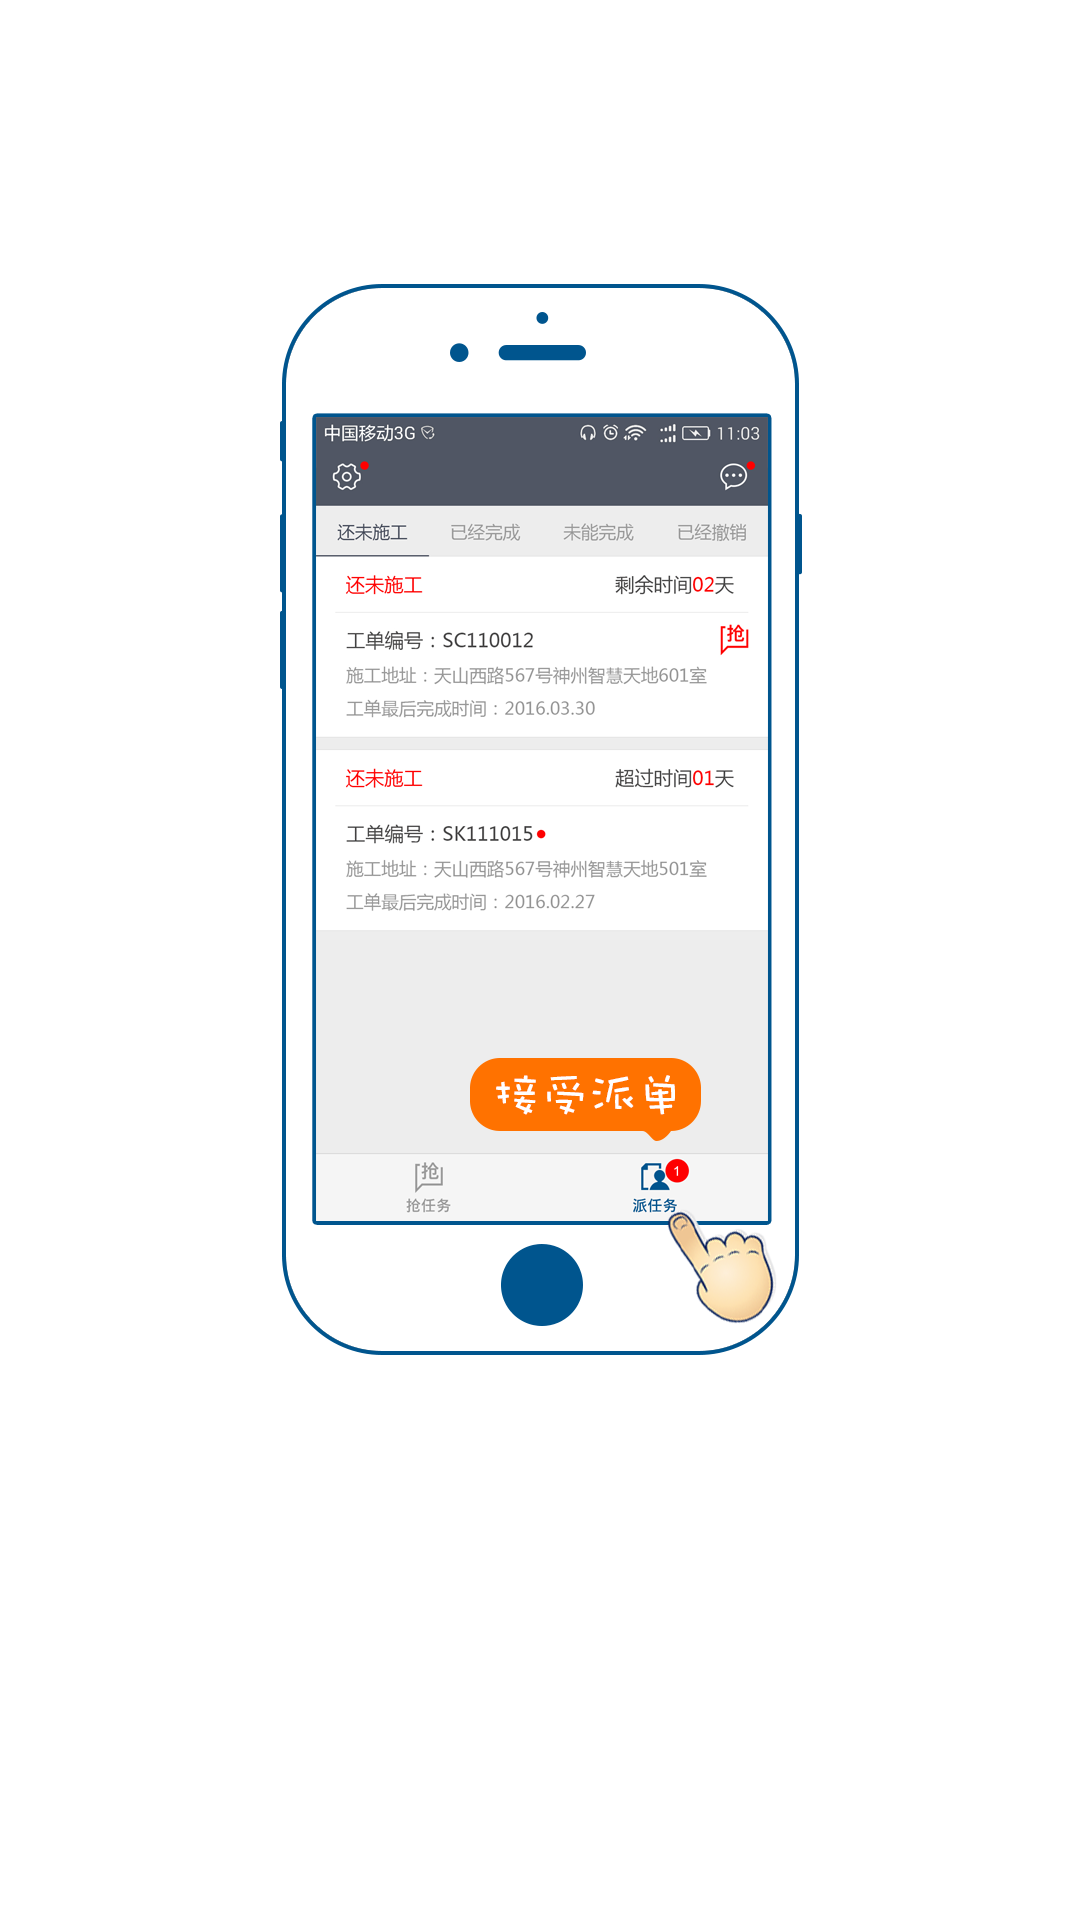 中国移动3G 11:03
还未施工 已经完成 未能完成 已经撤销
还未施工 剩余时间02天
工单编号：SC110012 抢
施工地址：天山西路567号神州智慧天地601室
工单最后完成时间：2016.03.30
还未施工 超过时间01天
工单编号：SK111015
施工地址：天山西路567号神州智慧天地501室
工单最后完成时间：2016.02.27
接受派单
抢 1
抢任务 派任务